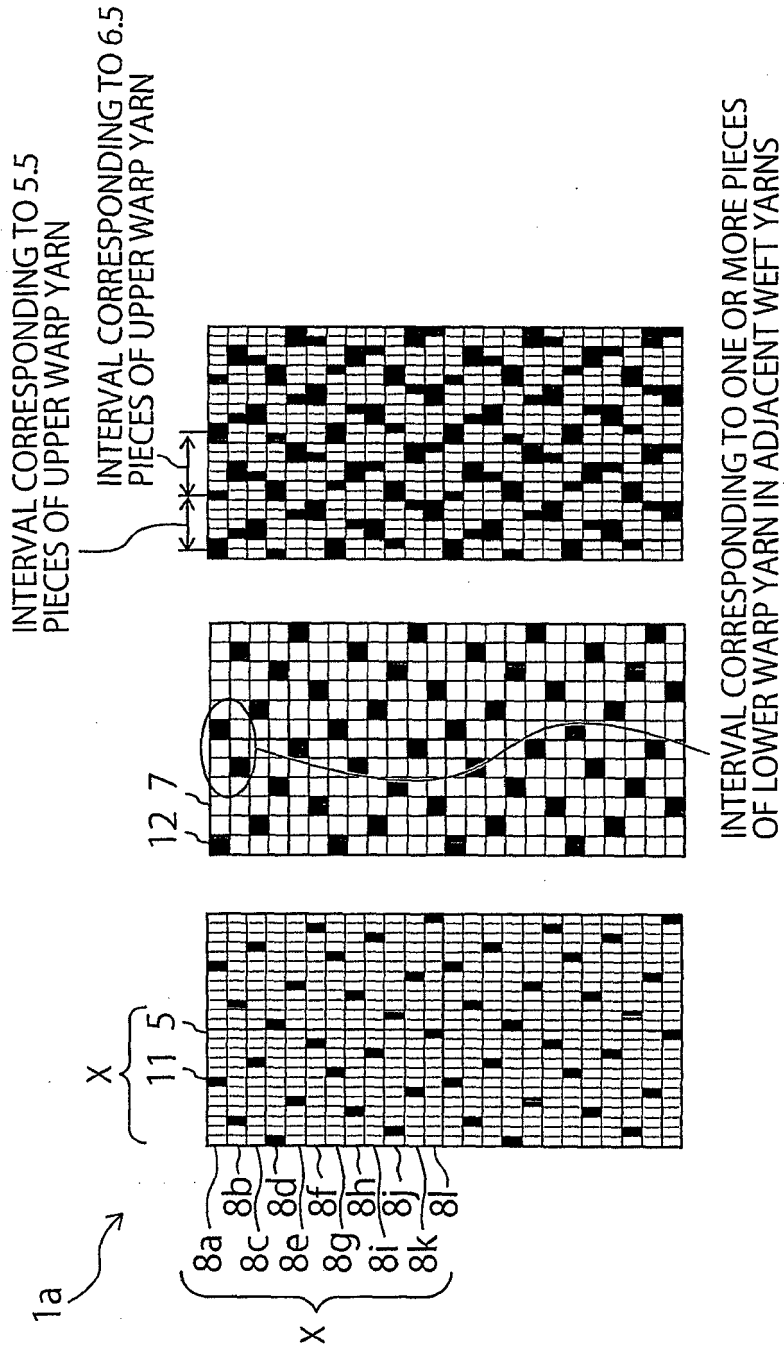 1a
X
8a
8b
8c
8d
8e
8f
8g
8h
8i
8j
8k
8l
X
11
5
12
7
INTERVAL CORRESPONDING TO 5.5
PIECES OF UPPER WARP YARN
INTERVAL CORRESPONDING TO 6.5
PIECES OF UPPER WARP YARN
INTERVAL CORRESPONDING TO ONE OR MORE PIECES
OF LOWER WARP YARN IN ADJACENT WEFT YARNS